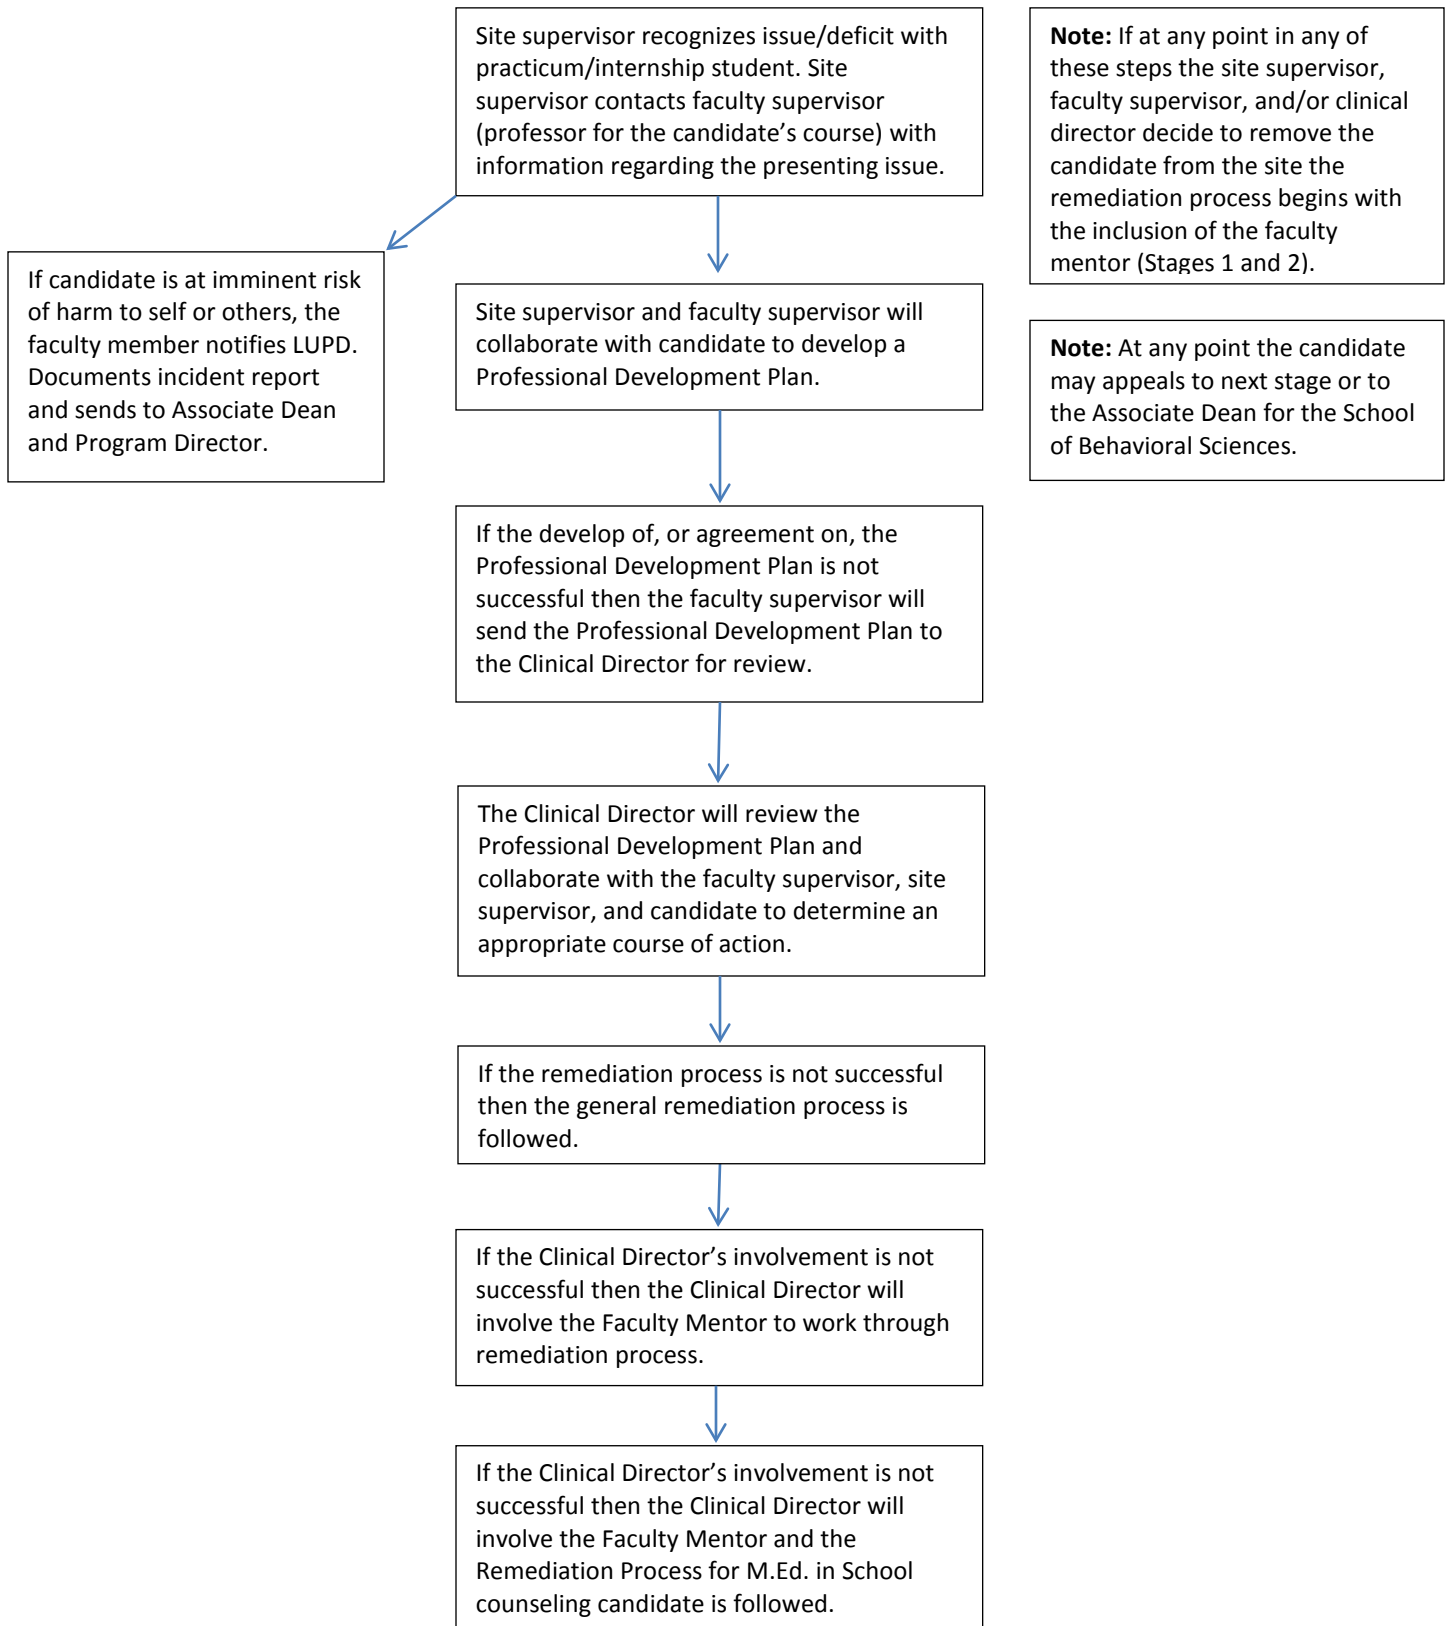 Site supervisor recognizes issue/deficit with
practicum/internship student. Site
supervisor contacts faculty supervisor
(professor for the candidate’s course) with
information regarding the presenting issue.
Note: If at any point in any of
these steps the site supervisor,
faculty supervisor, and/or clinical
director decide to remove the
candidate from the site the
remediation process begins with
the inclusion of the faculty
mentor (Stages 1 and 2).
If candidate is at imminent risk
of harm to self or others, the
faculty member notifies LUPD.
Documents incident report
and sends to Associate Dean
and Program Director.
Site supervisor and faculty supervisor will
collaborate with candidate to develop a
Professional Development Plan.
Note: At any point the candidate
may appeals to next stage or to
the Associate Dean for the School
of Behavioral Sciences.
If the develop of, or agreement on, the
Professional Development Plan is not
successful then the faculty supervisor will
send the Professional Development Plan to
the Clinical Director for review.
The Clinical Director will review the
Professional Development Plan and
collaborate with the faculty supervisor, site
supervisor, and candidate to determine an
appropriate course of action.
If the remediation process is not successful
then the general remediation process is
followed.
If the Clinical Director’s involvement is not
successful then the Clinical Director will
involve the Faculty Mentor to work through
remediation process.
If the Clinical Director’s involvement is not
successful then the Clinical Director will
involve the Faculty Mentor and the
Remediation Process for M.Ed. in School
counseling candidate is followed.